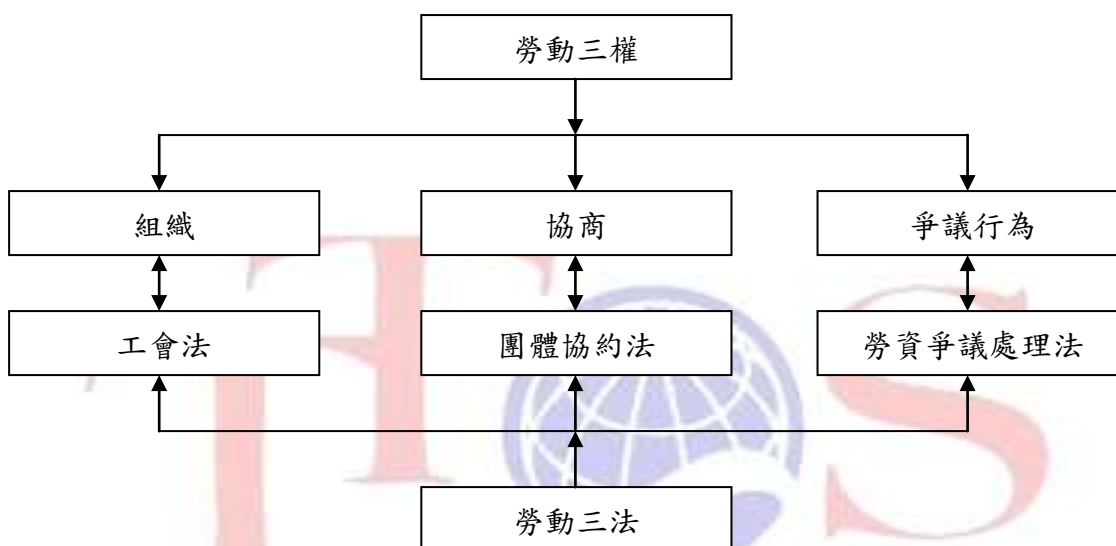 勞動三權
組織
協商
爭議行為
工會法
團體協約法
勞資爭議處理法
勞動三法